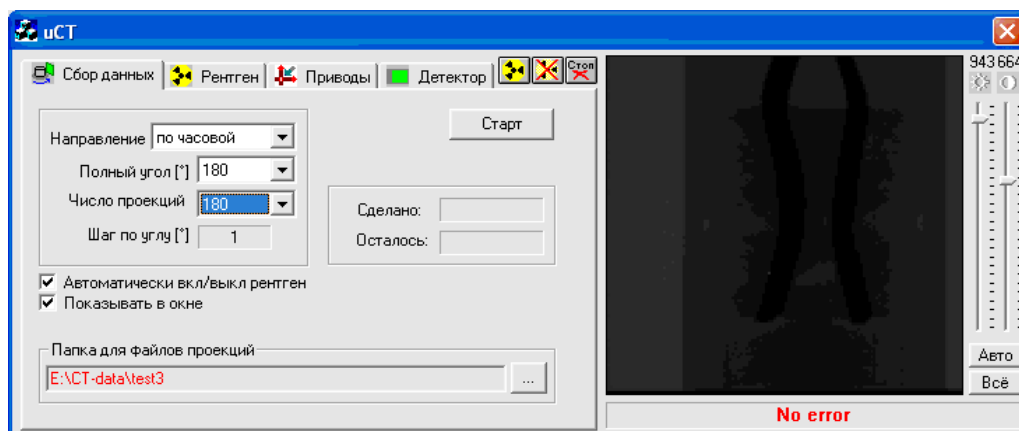 uCT
Сбор данных Рентген Приводы Детектор Стоп
943 664
Направление по часовой
Старт
Полный угол [°] 180
Число проекций 180
Шаг по углу [°] 1
Сделано:
Осталось:
Автоматически вкл/выкл рентген
Показывать в окне
Папка для файлов проекций
E:\CT-data\test3 ...
Авто
Всё
No error